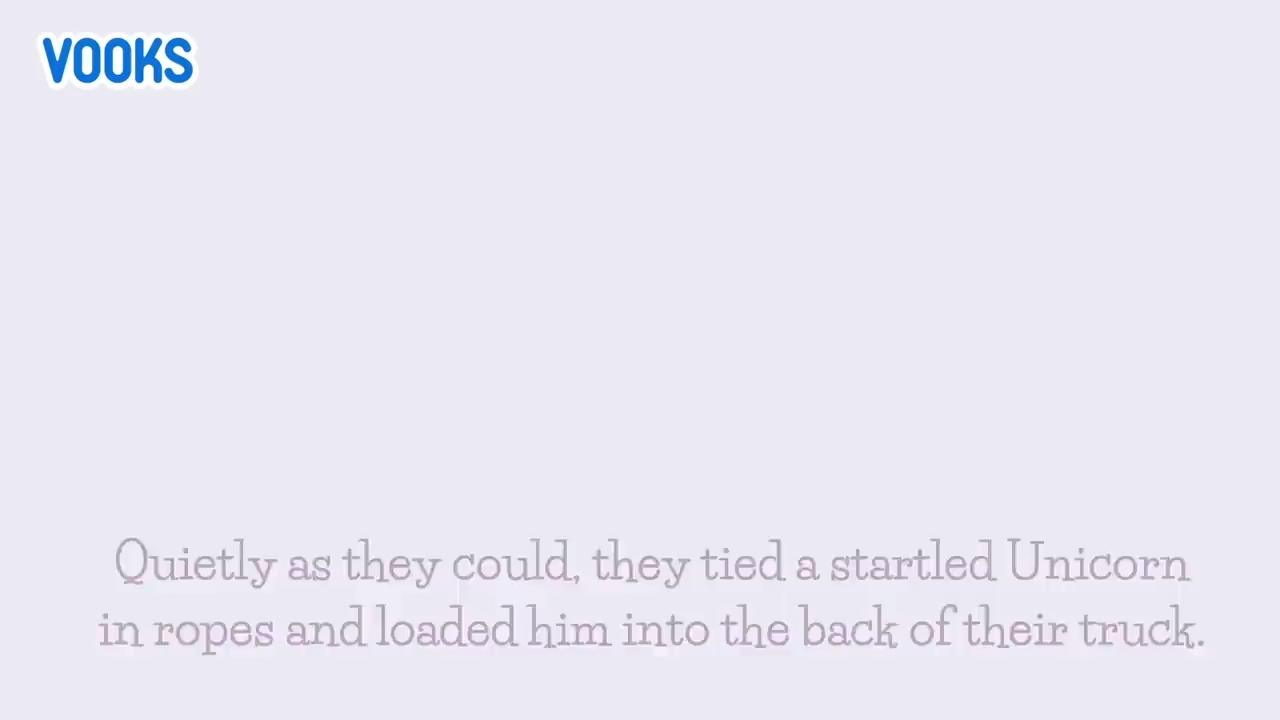 VOOKS
Quietly as they could, they tied a startled Unicorn
in ropes and loaded him into the back of their truck.